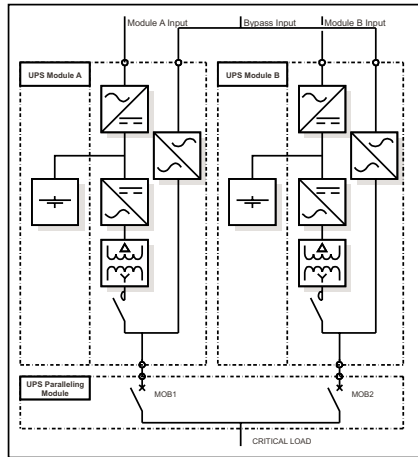 Module A Input
Bypass Input
Module B Input
UPS Module A
UPS Module B
UPS Paralleling
Module
MOB1
MOB2
CRITICAL LOAD